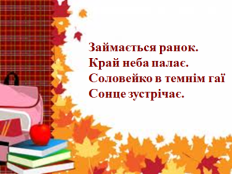 Займається ранок.
Край неба палає.
Соловейко в темнім гаї
Сонце зустрічає.